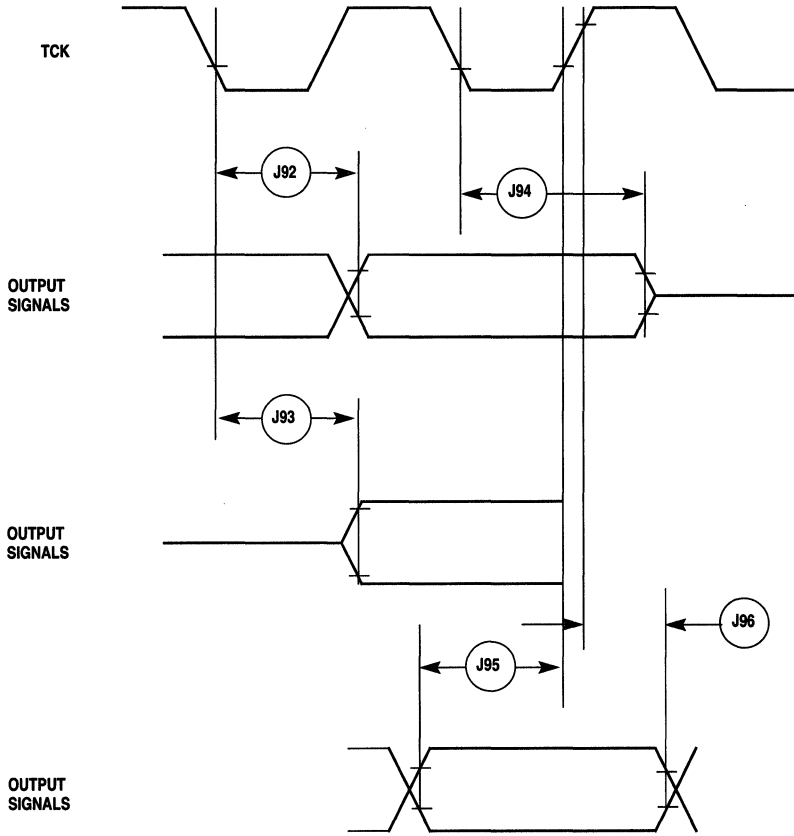 TCK
J92
J94
OUTPUT
SIGNALS
J93
OUTPUT
SIGNALS
J96
J95
OUTPUT
SIGNALS